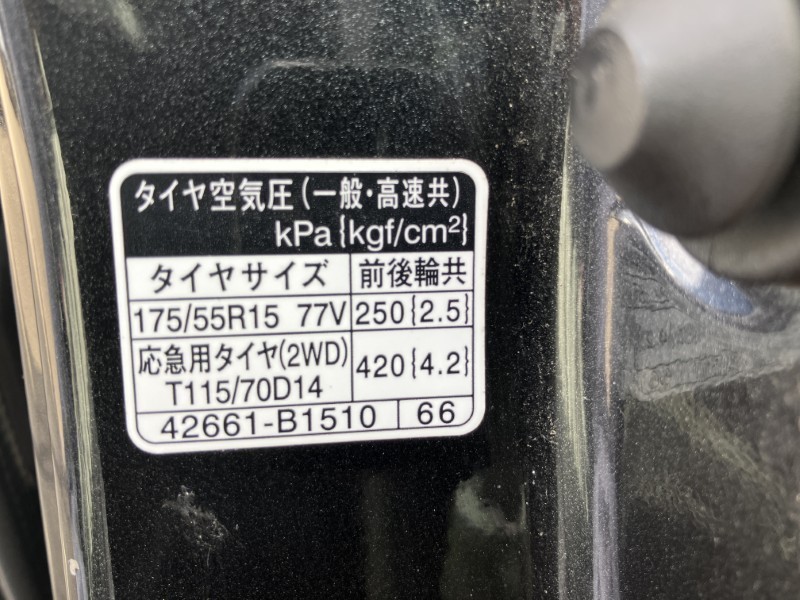 タイヤ空気圧(一般・高速共)
kPa{kgf/cm²}
タイヤサイズ 前後輪共
175/55R15 77V 250{2.5}
応急用タイヤ(2WD)
T115/70D14 420{4.2}
42661-B1510 66